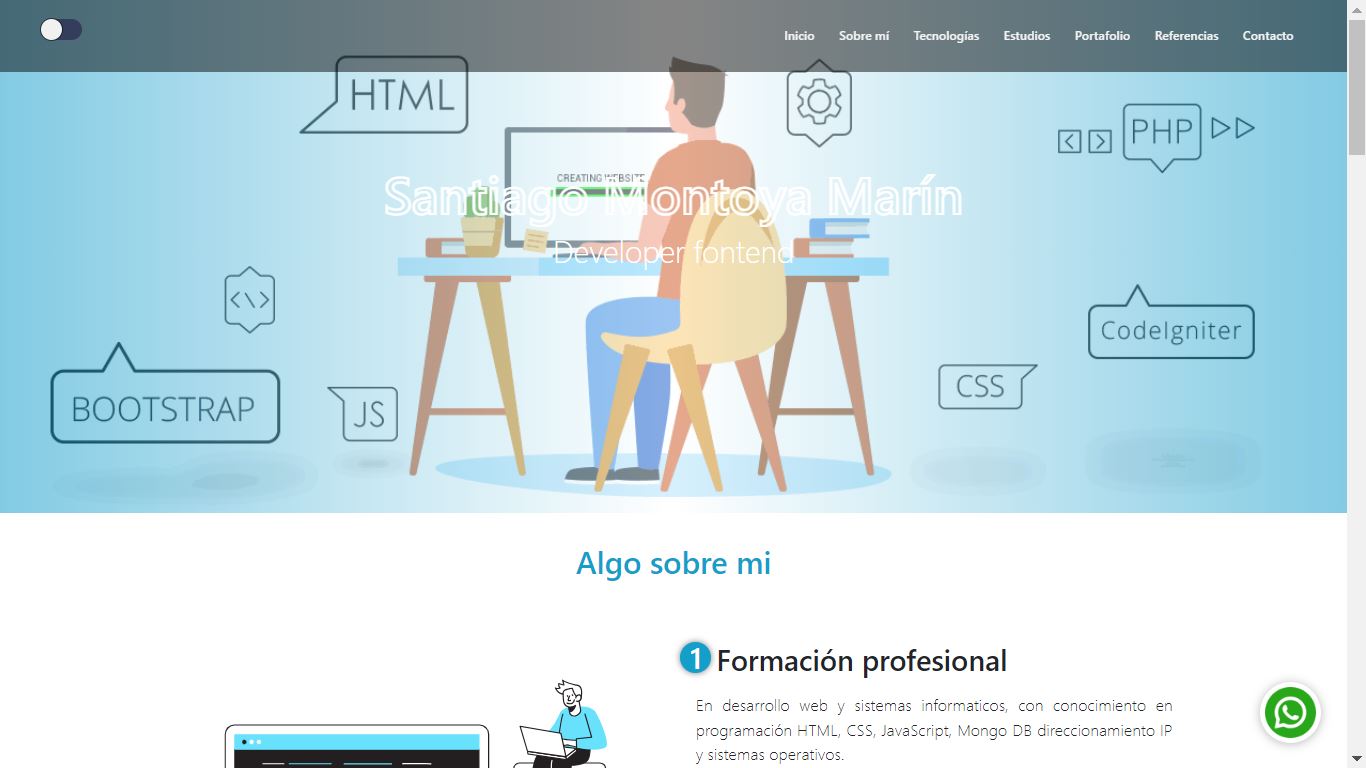 Inicio Sobre mí Tecnologías Estudios Portafolio Referencias Contacto
HTML
PHP
CREATING WEBSITE
Santiago Montoya Marín
Developer fontend
<\>
CodeIgniter
BOOTSTRAP
JS
CSS
Algo sobre mi
1 Formación profesional
En desarrollo web y sistemas informaticos, con conocimiento en
programación HTML, CSS, JavaScript, Mongo DB direccionamiento IP
y sistemas operativos.